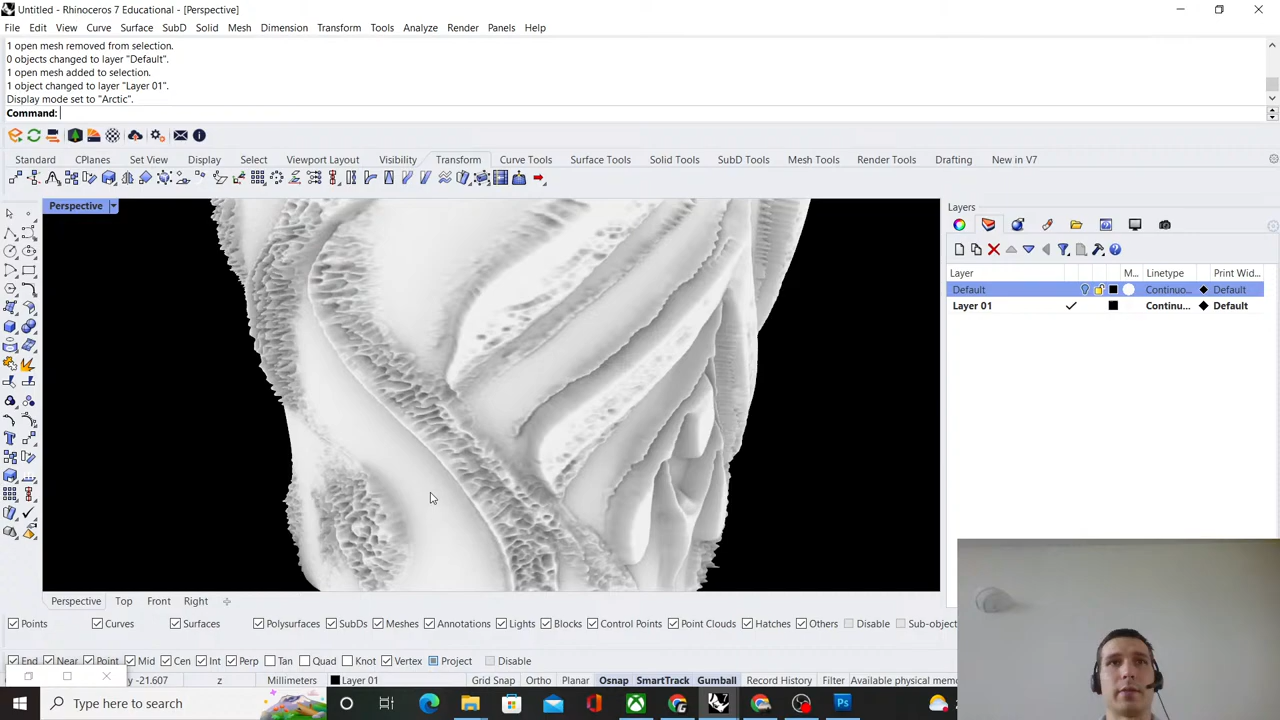 Untitled - Rhinoceros 7 Educational - [Perspective]
File Edit View Curve Surface SubD Solid Mesh Dimension Transform Tools Analyze Render Panels Help
1 open mesh removed from selection.
0 objects changed to layer "Default".
1 open mesh added to selection.
1 object changed to layer "Layer 01".
Display mode set to "Arctic".
Command:
Standard CPlanes Set View Display Select Viewport Layout Visibility Transform Curve Tools Surface Tools Solid Tools SubD Tools Mesh Tools Render Tools Drafting New in V7
Perspective
Layers
Layer M... Linetype Print Wid...
Default Continuo... Default
Layer 01 Continu... Default
Perspective Top Front Right
Points Curves Surfaces Polysurfaces SubDs Meshes Annotations Lights Blocks Control Points Point Clouds Hatches Others Disable Sub-object
End Near Point Mid Cen Int Perp Tan Quad Knot Vertex Project Disable
y -21.607 z Millimeters Layer 01 Grid Snap Ortho Planar Osnap SmartTrack Gumball Record History Filter Available physical memo
Type here to search